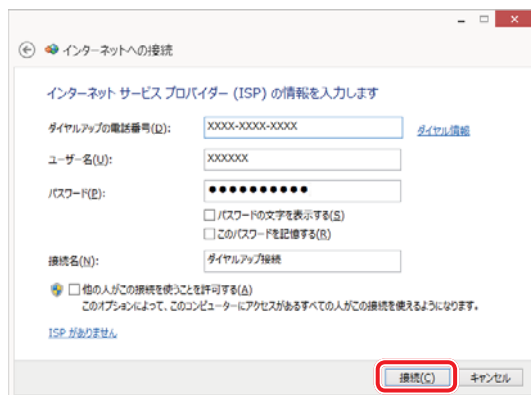 インターネットへの接続
インターネット サービス プロバイダー (ISP) の情報を入力します
ダイヤルアップの電話番号(D): XXXX-XXXX-XXXX ダイヤル情報
ユーザー名(U): XXXXXX
パスワード(P): ●●●●●●●●●●
パスワードの文字を表示する(S)
このパスワードを記憶する(R)
接続名(N): ダイヤルアップ接続
他の人がこの接続を使うことを許可する(A)
このオプションによって、このコンピューターにアクセスがあるすべての人がこの接続を使えるようになります。
ISP がありません
接続(C) キャンセル